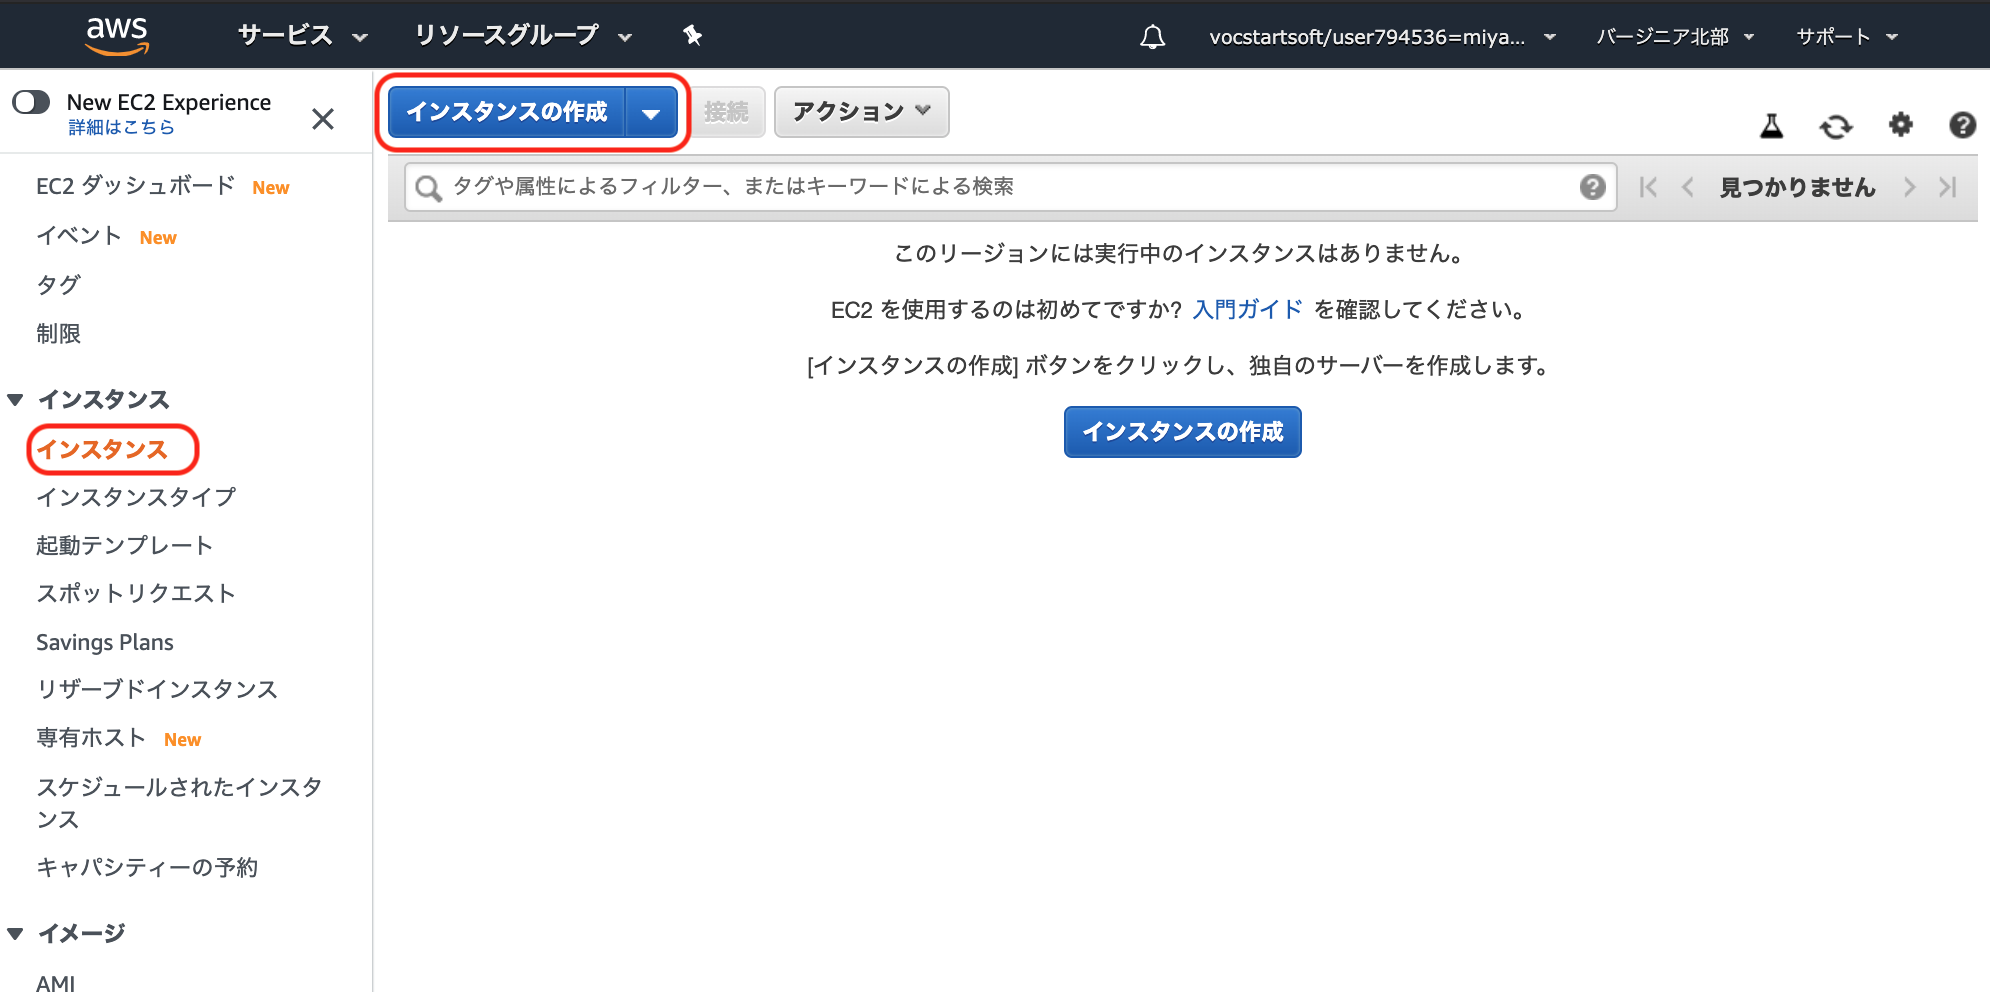 aws サービス リソースグループ vocstartsoft/user794536=miya... バージニア北部 サポート
New EC2 Experience
詳細はこちら
インスタンスの作成 接続 アクション
タグや属性によるフィルター、またはキーワードによる検索 見つかりません
このリージョンには実行中のインスタンスはありません。
EC2 を使用するのは初めてですか? 入門ガイド を確認してください。
[インスタンスの作成] ボタンをクリックし、独自のサーバーを作成します。
インスタンスの作成
EC2 ダッシュボード New
イベント New
タグ
制限
インスタンス
インスタンス
インスタンスタイプ
起動テンプレート
スポットリクエスト
Savings Plans
リザーブドインスタンス
専有ホスト New
スケジュールされたインスタ
ンス
キャパシティーの予約
イメージ
AMI